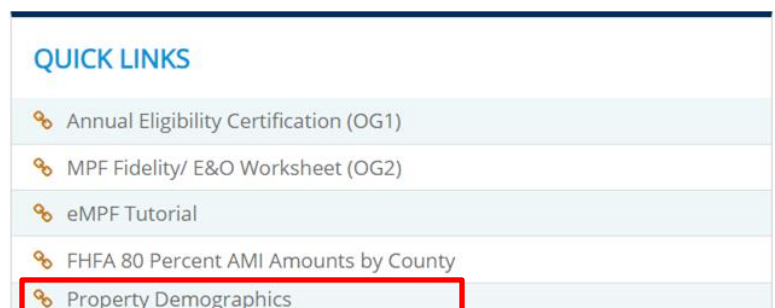 QUICK LINKS
Annual Eligibility Certification (OG1)
MPF Fidelity/ E&O Worksheet (OG2)
eMPF Tutorial
FHFA 80 Percent AMI Amounts by County
Property Demographics